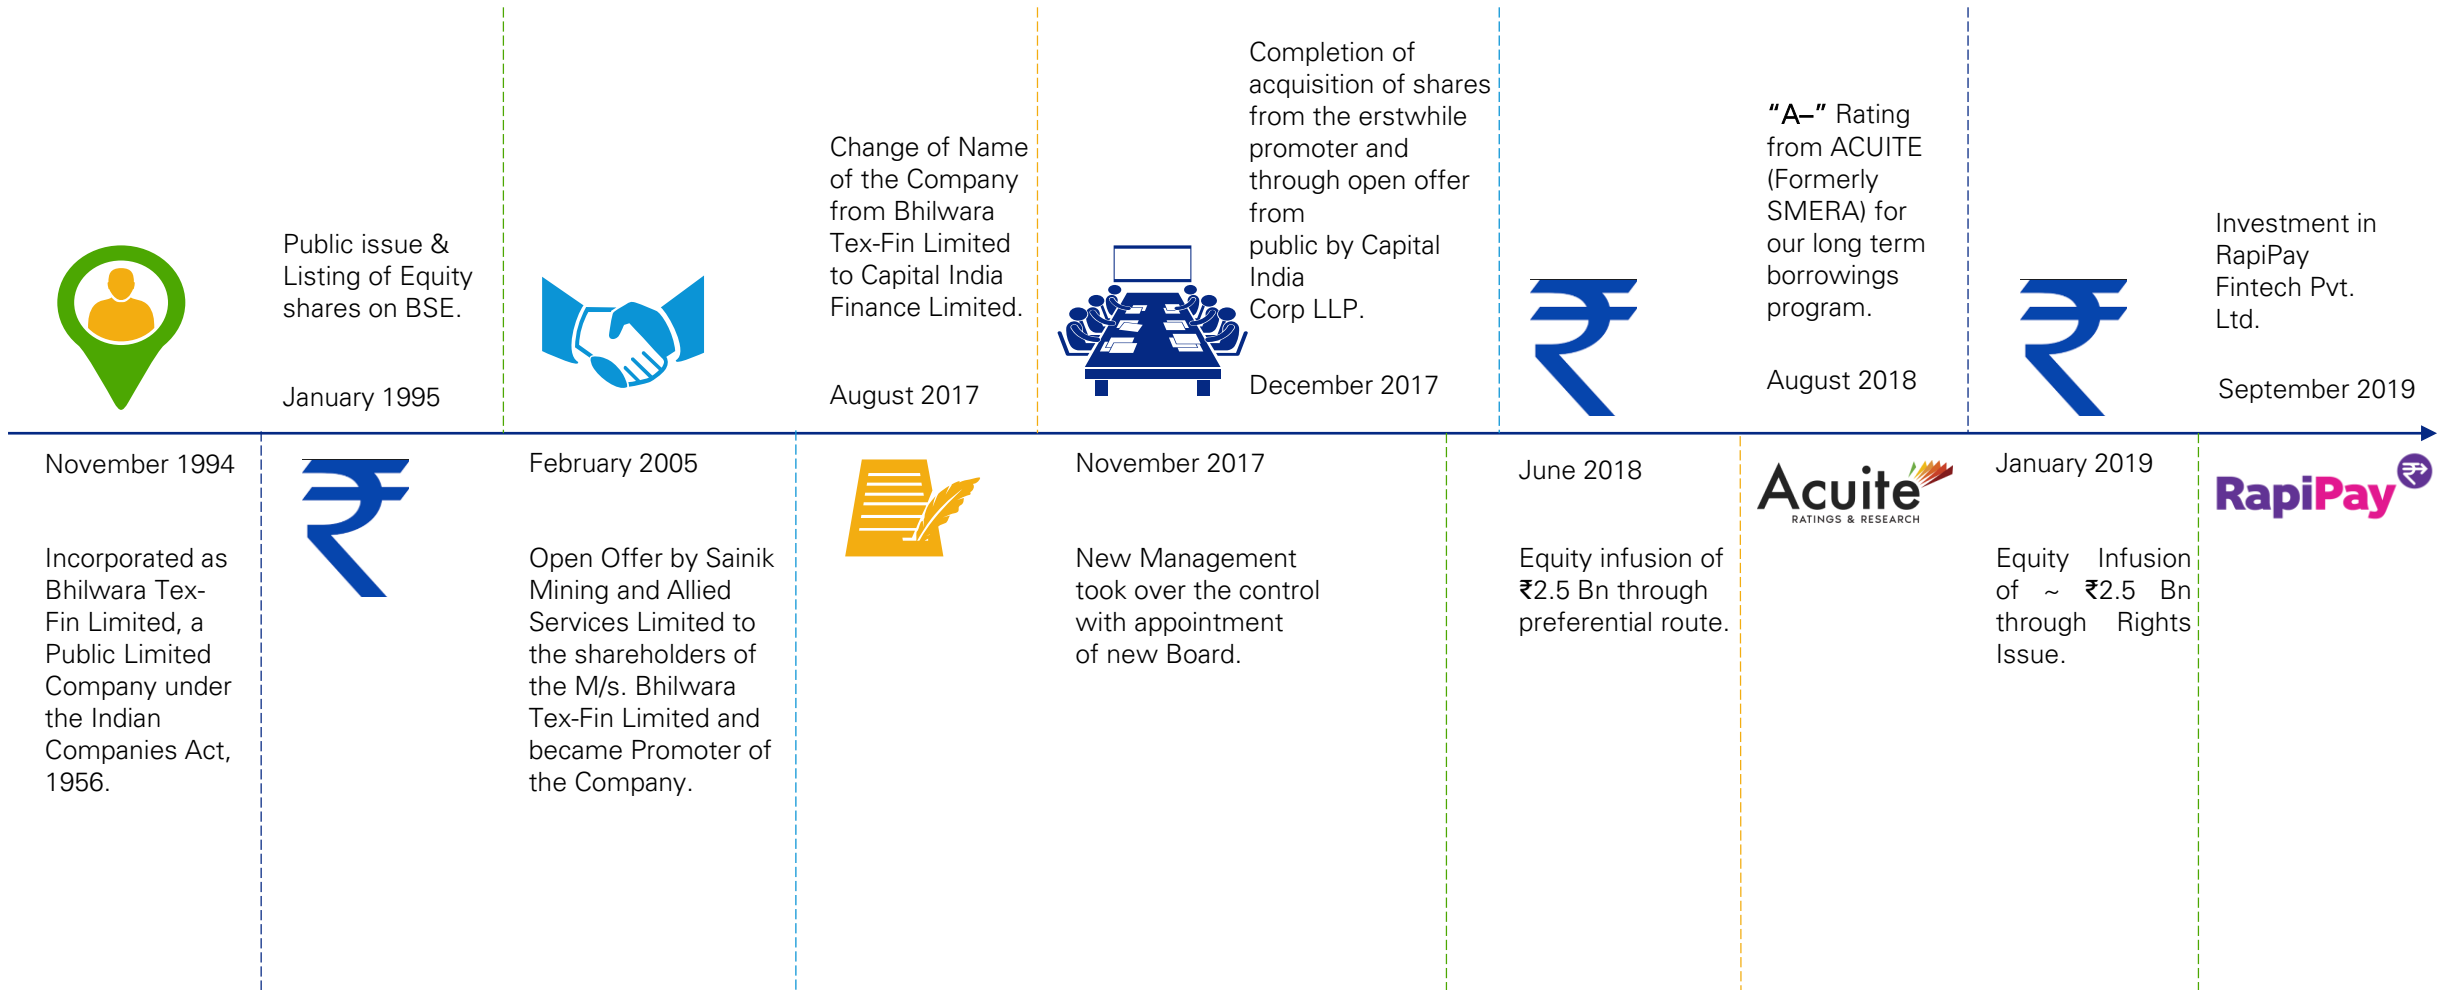 November 1994
Incorporated as
Bhilwara Tex-
Fin Limited, a
Public Limited
Company under
the Indian
Companies Act,
1956.
Public issue &
Listing of Equity
shares on BSE.
January 1995
February 2005
Open Offer by Sainik
Mining and Allied
Services Limited to
the shareholders of
the M/s. Bhilwara
Tex-Fin Limited and
became Promoter of
the Company.
Change of Name
of the Company
from Bhilwara
Tex-Fin Limited
to Capital India
Finance Limited.
August 2017
November 2017
New Management
took over the control
with appointment
of new Board.
Completion of
acquisition of shares
from the erstwhile
promoter and
through open offer
from
public by Capital
India
Corp LLP.
December 2017
June 2018
Equity infusion of
₹2.5 Bn through
preferential route.
“A–” Rating
from ACUITE
(Formerly
SMERA) for
our long term
borrowings
program.
August 2018
Acuite
RATINGS & RESEARCH
January 2019
Equity Infusion
of ~ ₹2.5 Bn
through Rights
Issue.
Investment in
RapiPay
Fintech Pvt.
Ltd.
September 2019
RapiPay